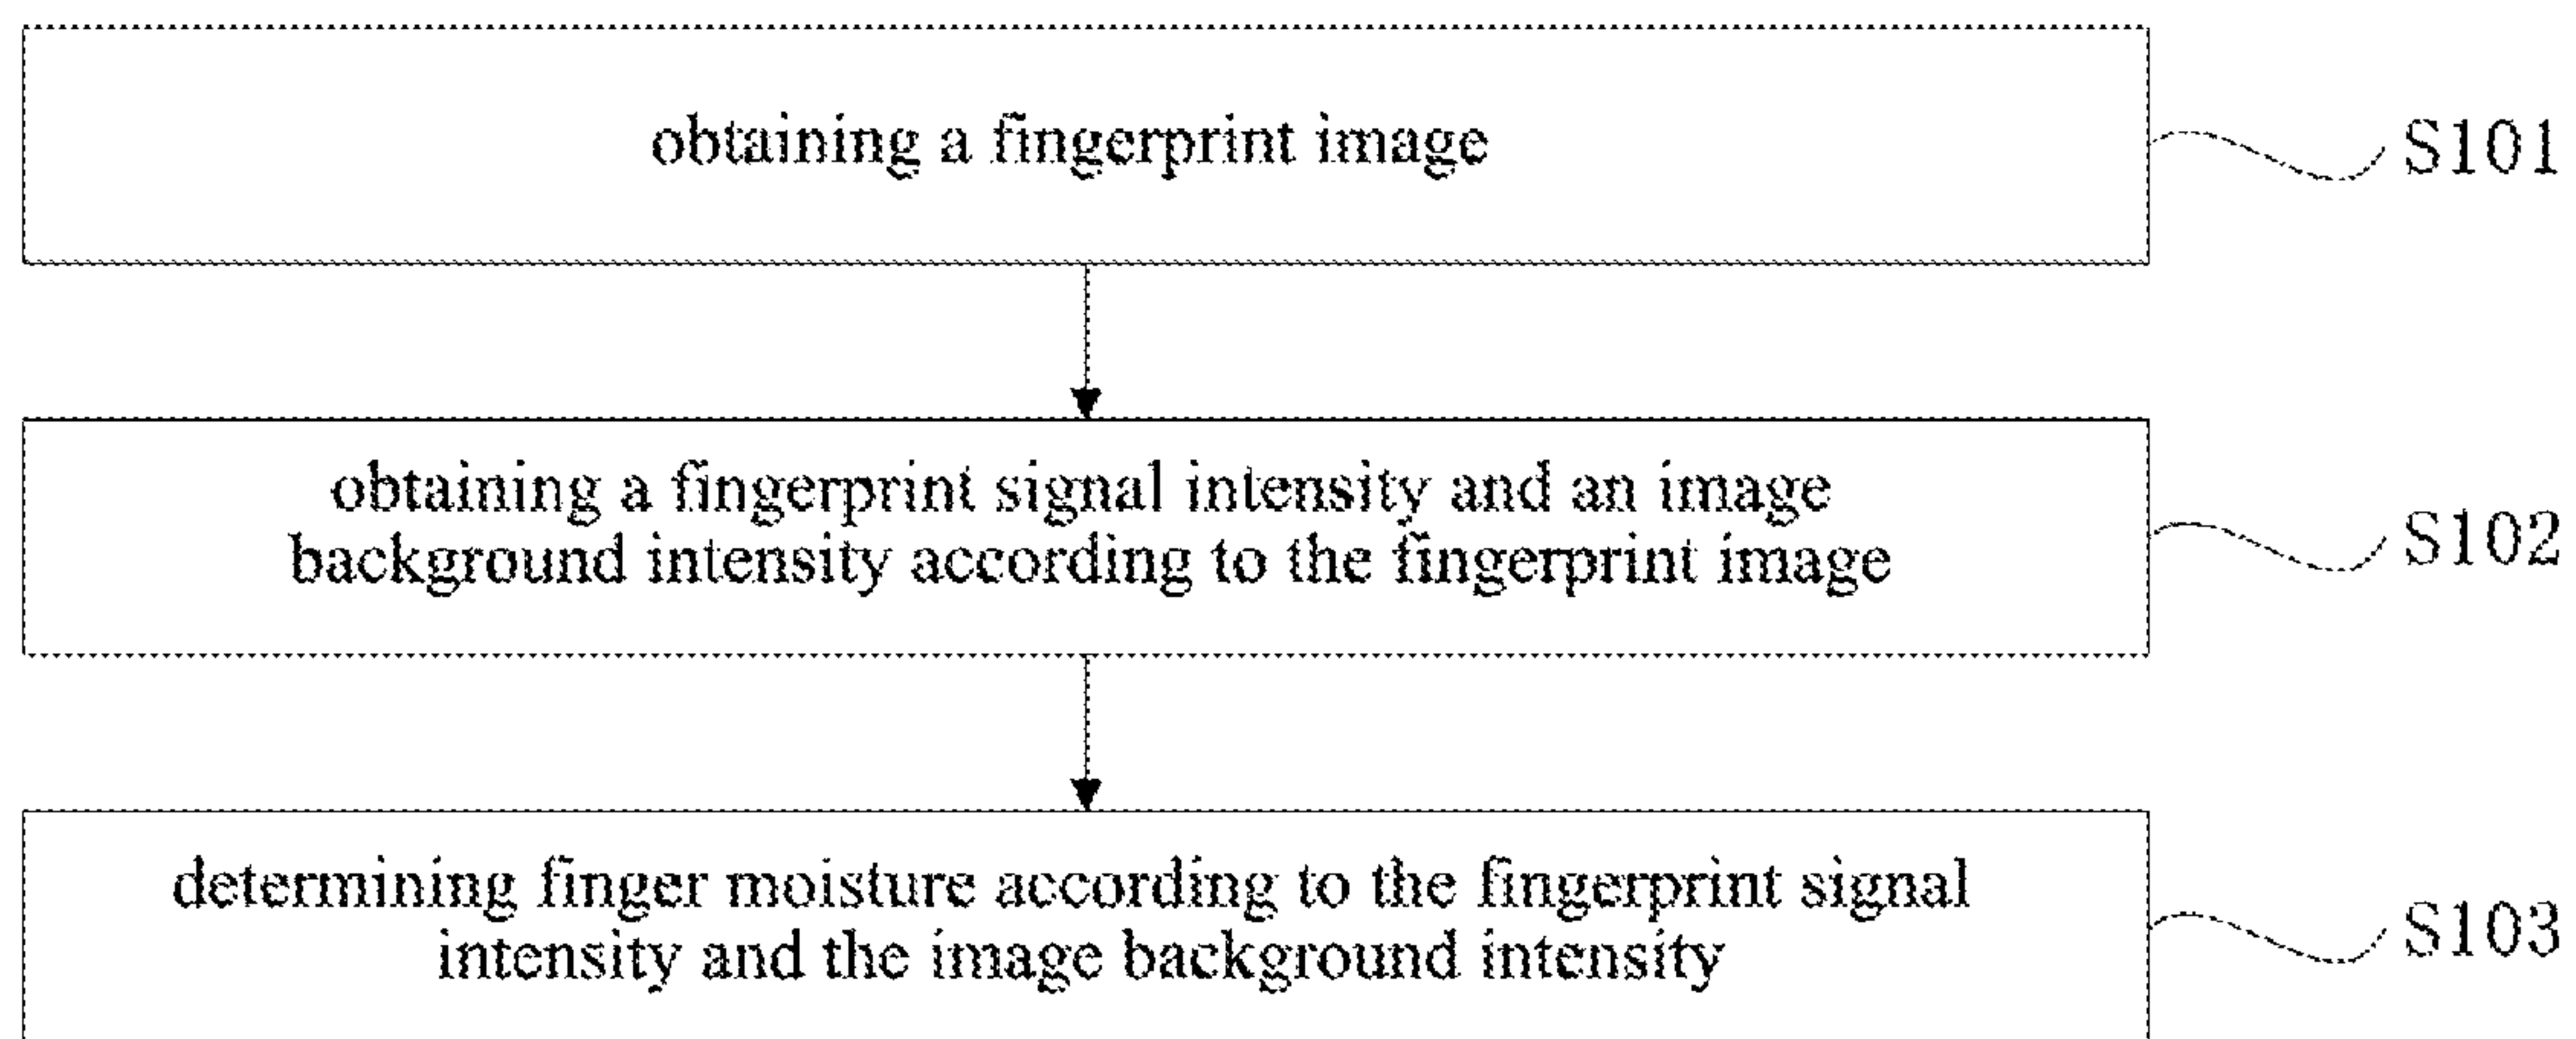 obtaining a fingerprint image
S101
obtaining a fingerprint signal intensity and an image
background intensity according to the fingerprint image
S102
determining finger moisture according to the fingerprint signal
intensity and the image background intensity
S103